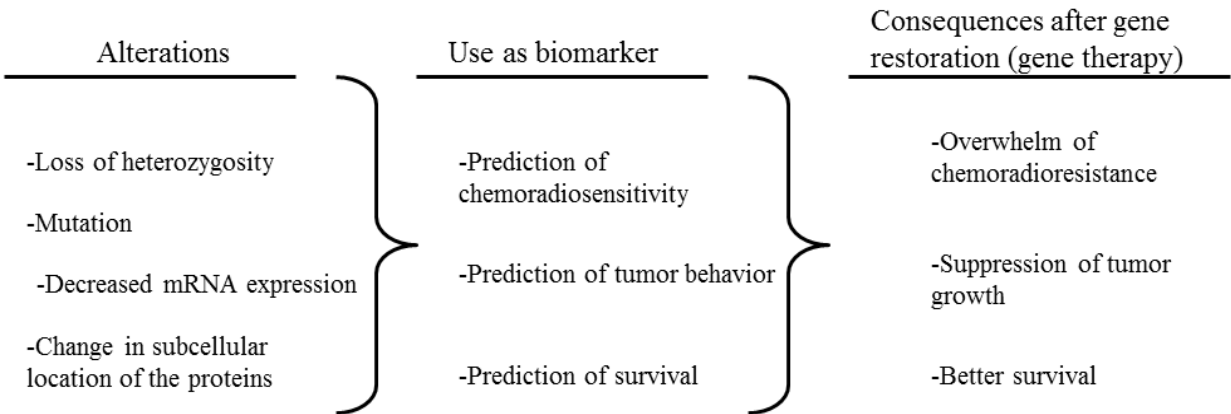 Alterations
-Loss of heterozygosity
-Mutation
-Decreased mRNA expression
-Change in subcellular
location of the proteins
Use as biomarker
-Prediction of
chemoradiosensitivity
-Prediction of tumor behavior
-Prediction of survival
Consequences after gene
restoration (gene therapy)
-Overwhelm of
chemoradioresistance
-Suppression of tumor
growth
-Better survival